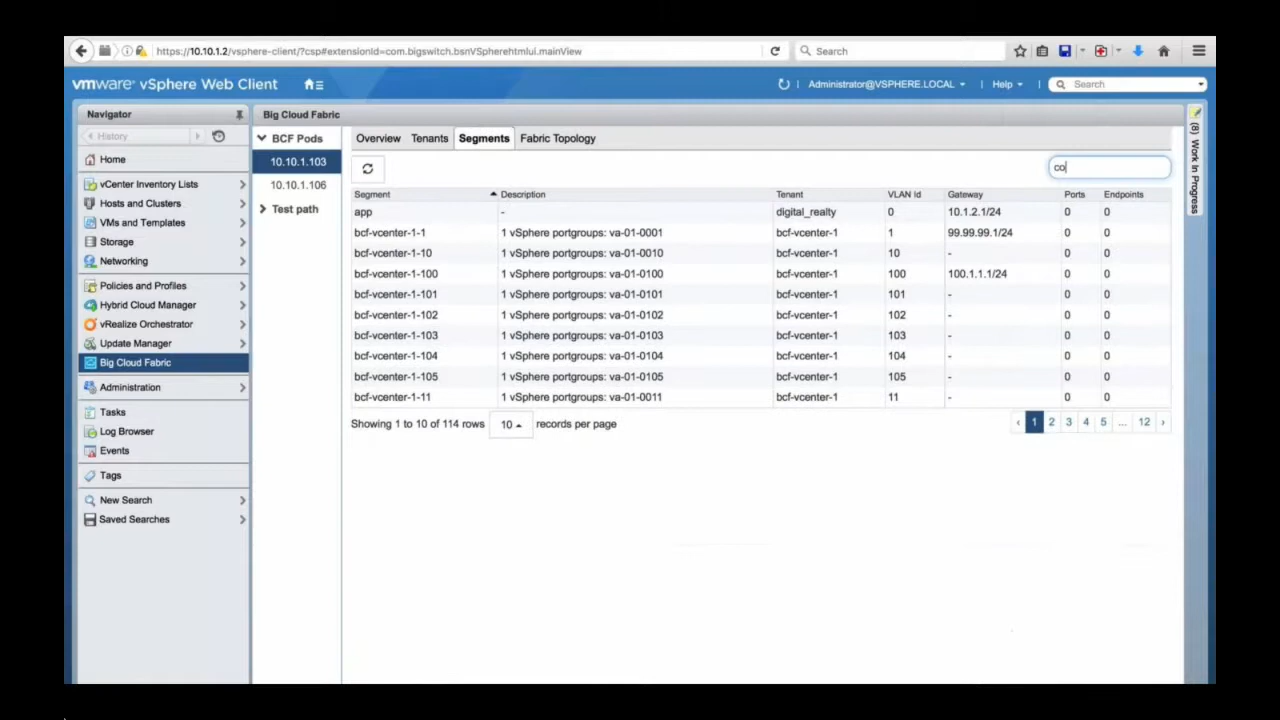 https://10.10.1.2/vsphere-client/?csp#extensionId=com.bigswitch.bsnVSpherehtmlui.mainView
Search
vmware vSphere Web Client
Administrator@VSPHERE.LOCAL | Help | Search
Navigator
History
Home
vCenter Inventory Lists
Hosts and Clusters
VMs and Templates
Storage
Networking
Policies and Profiles
Hybrid Cloud Manager
vRealize Orchestrator
Update Manager
Big Cloud Fabric
Administration
Tasks
Log Browser
Events
Tags
New Search
Saved Searches
Big Cloud Fabric
BCF Pods
10.10.1.103
10.10.1.106
Test path
Overview Tenants Segments Fabric Topology
co
Segment Description Tenant VLAN Id Gateway Ports Endpoints
app - digital_realty 0 10.1.2.1/24 0 0
bcf-vcenter-1-1 1 vSphere portgroups: va-01-0001 bcf-vcenter-1 1 99.99.99.1/24 0 0
bcf-vcenter-1-10 1 vSphere portgroups: va-01-0010 bcf-vcenter-1 10 - 0 0
bcf-vcenter-1-100 1 vSphere portgroups: va-01-0100 bcf-vcenter-1 100 100.1.1.1/24 0 0
bcf-vcenter-1-101 1 vSphere portgroups: va-01-0101 bcf-vcenter-1 101 - 0 0
bcf-vcenter-1-102 1 vSphere portgroups: va-01-0102 bcf-vcenter-1 102 - 0 0
bcf-vcenter-1-103 1 vSphere portgroups: va-01-0103 bcf-vcenter-1 103 - 0 0
bcf-vcenter-1-104 1 vSphere portgroups: va-01-0104 bcf-vcenter-1 104 - 0 0
bcf-vcenter-1-105 1 vSphere portgroups: va-01-0105 bcf-vcenter-1 105 - 0 0
bcf-vcenter-1-11 1 vSphere portgroups: va-01-0011 bcf-vcenter-1 11 - 0 0
Showing 1 to 10 of 114 rows 10 records per page
‹ 1 2 3 4 5 ... 12 ›
(8) Work In Progress